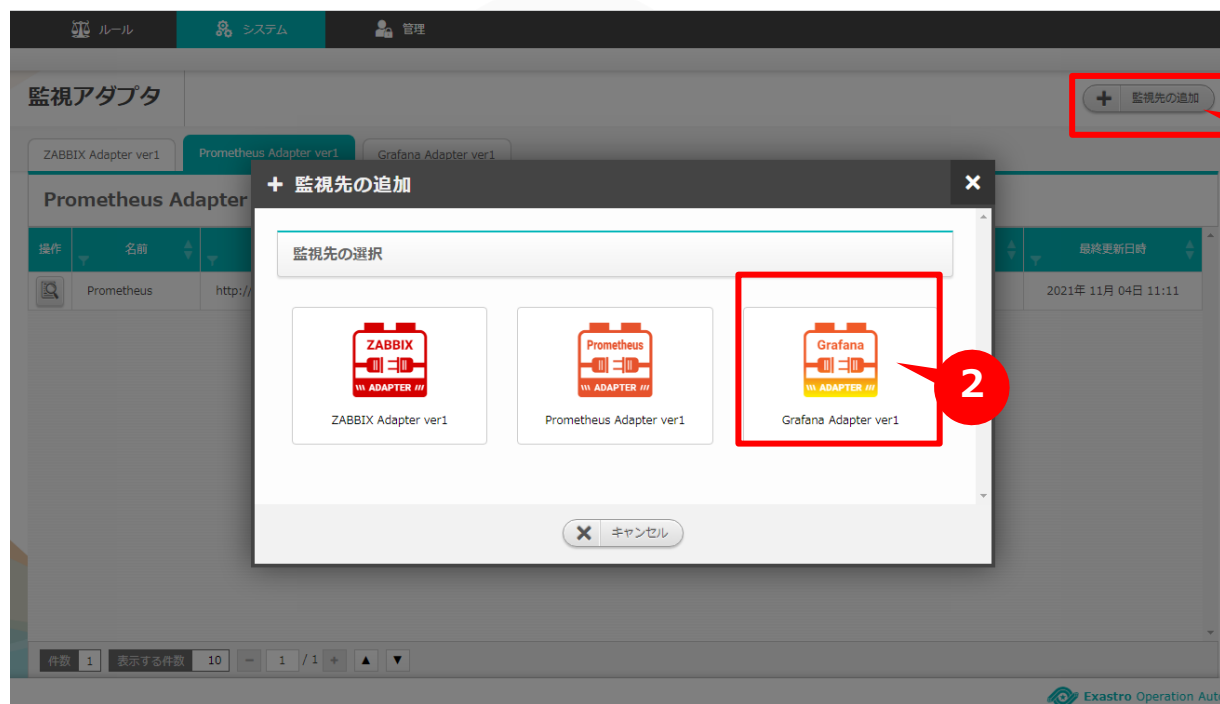 ルール システム 管理
監視アダプタ
監視先の追加
ZABBIX Adapter ver1 Prometheus Adapter ver1 Grafana Adapter ver1
監視先の追加
Prometheus Adapter
監視先の選択
操作 名前 最終更新日時
Prometheus http:// 2021年 11月 04日 11:11
ZABBIX Prometheus Grafana
ADAPTER ADAPTER ADAPTER
2
ZABBIX Adapter ver1 Prometheus Adapter ver1 Grafana Adapter ver1
キャンセル
件数 1 表示する件数 10 - 1 / 1 +
Exastro Operation Aut